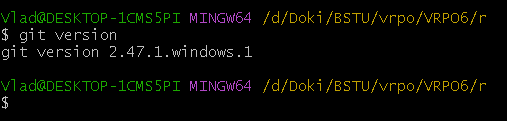 Vlad@DESKTOP-1CMS5PI MINGW64 /d/Doki/BSTU/vrpo/VRPO6/r
$ git version
git version 2.47.1.windows.1
Vlad@DESKTOP-1CMS5PI MINGW64 /d/Doki/BSTU/vrpo/VRPO6/r
$